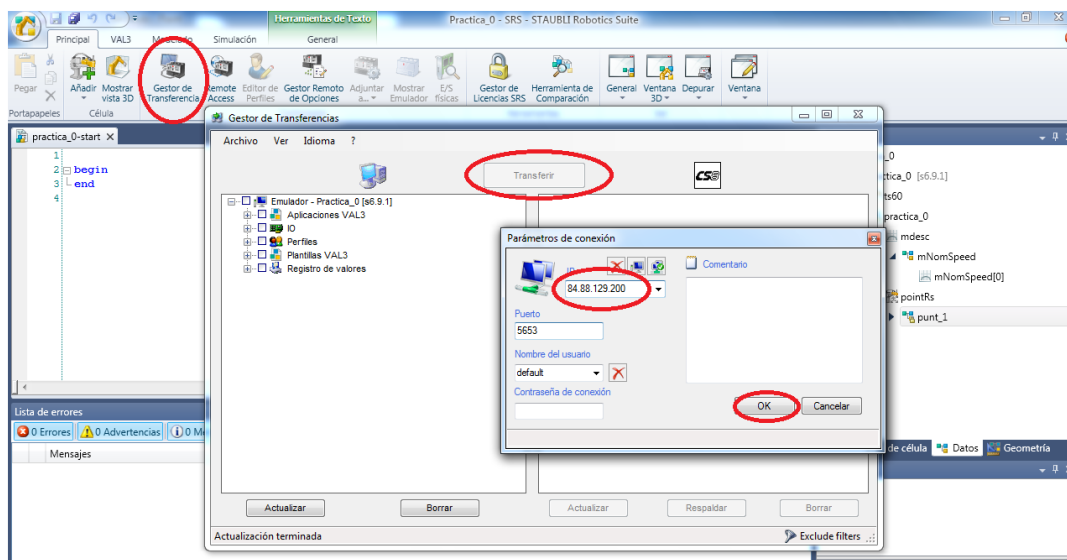 Herramientas de Texto
Practica_0 - SRS - STAUBLI Robotics Suite
Principal VAL3 Modelado Simulación General
Pegar
Añadir
Mostrar vista 3D
Gestor de Transferencia
Remote Access
Editor de Perfiles
Gestor Remoto de Opciones
Adjuntar a...
Mostrar Emulador
E/S físicas
Gestor de Licencias SRS
Herramienta de Comparación
General
Ventana 3D
Depurar
Ventana
Portapapeles
Célula
practica_0-start
1
2 begin
3 end
4
Lista de errores
0 Errores 0 Advertencias 0 M
Mensajes
Gestor de Transferencias
Archivo Ver Idioma ?
Transferir
CS8
Emulador - Practica_0 [s6.9.1]
Aplicaciones VAL3
IO
Perfiles
Plantillas VAL3
Registro de valores
Actualizar Borrar Actualizar Respaldar Borrar
Actualización terminada
Exclude filters
Parámetros de conexión
84.88.129.200
Comentario
Puerto
5653
Nombre del usuario
default
Contraseña de conexión
OK Cancelar
_0
ctica_0 [s6.9.1]
ts60
practica_0
mdesc
mNomSpeed
mNomSpeed[0]
pointRs
punt_1
de célula Datos Geometría